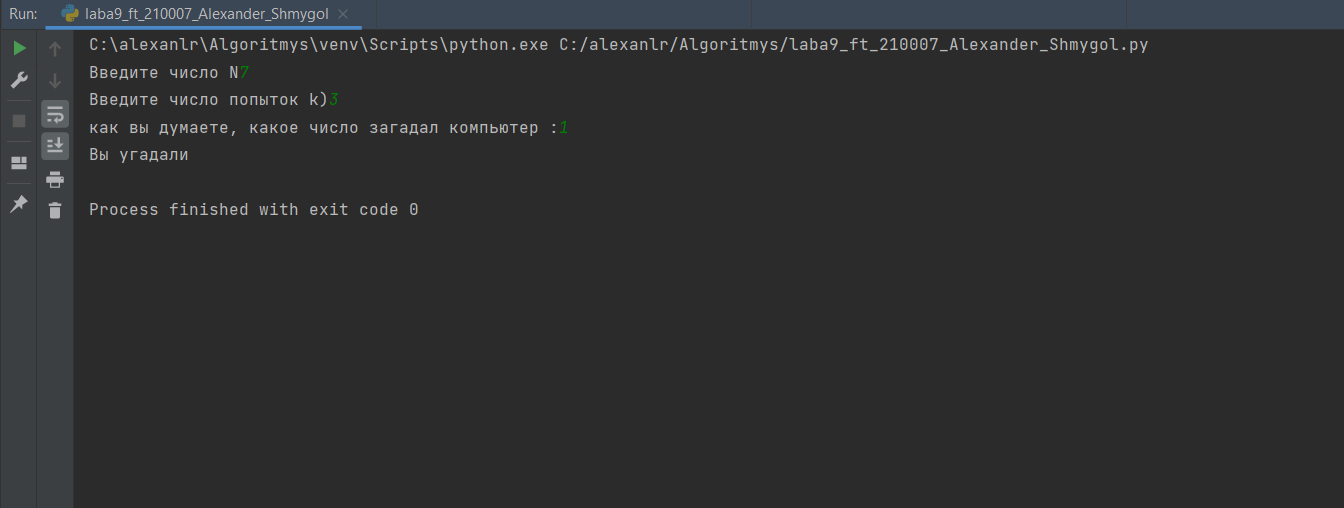 Run: laba9_ft_210007_Alexander_Shmygol
C:\alexanlr\Algoritmys\venv\Scripts\python.exe C:/alexanlr/Algoritmys/laba9_ft_210007_Alexander_Shmygol.py
Введите число N7
Введите число попыток k)3
как вы думаете, какое число загадал компьютер :1
Вы угадали
Process finished with exit code 0